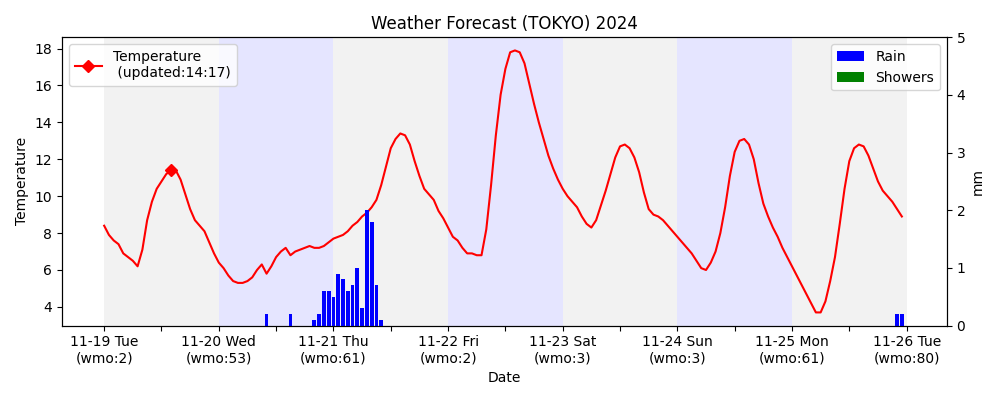 Weather Forecast (TOKYO) 2024
Temperature
(updated:14:17)
Rain
Showers
Temperature
18
16
14
12
10
8
6
4
5
4
3
2
1
0
mm
11-19 Tue
(wmo:2)
11-20 Wed
(wmo:53)
11-21 Thu
(wmo:61)
11-22 Fri
(wmo:2)
11-23 Sat
(wmo:3)
11-24 Sun
(wmo:3)
11-25 Mon
(wmo:61)
11-26 Tue
(wmo:80)
Date